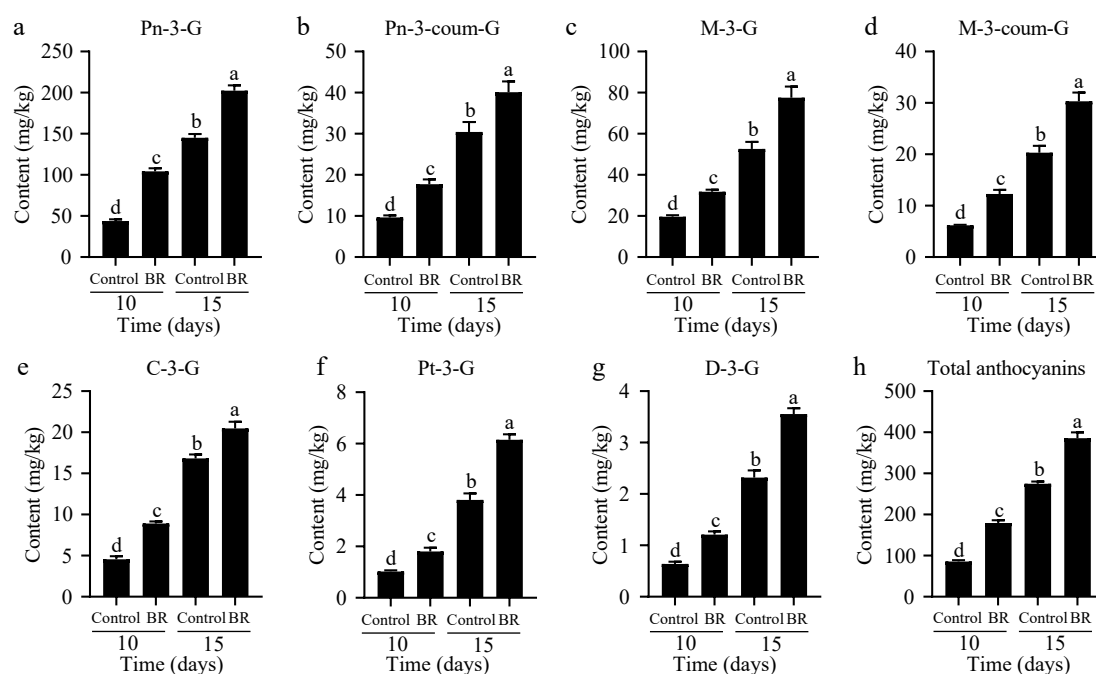 a
Pn-3-G
Content (mg/kg)
250
200
150
100
50
0
d
c
b
a
Control BR Control BR
10 15
Time (days)
b
Pn-3-coum-G
Content (mg/kg)
50
40
30
20
10
0
d
c
b
a
Control BR Control BR
10 15
Time (days)
c
M-3-G
Content (mg/kg)
100
80
60
40
20
0
d
c
b
a
Control BR Control BR
10 15
Time (days)
d
M-3-coum-G
Content (mg/kg)
40
30
20
10
0
d
c
b
a
Control BR Control BR
10 15
Time (days)
e
C-3-G
Content (mg/kg)
25
20
15
10
5
0
d
c
b
a
Control BR Control BR
10 15
Time (days)
f
Pt-3-G
Content (mg/kg)
8
6
4
2
0
d
c
b
a
Control BR Control BR
10 15
Time (days)
g
D-3-G
Content (mg/kg)
4
3
2
1
0
d
c
b
a
Control BR Control BR
10 15
Time (days)
h
Total anthocyanins
Content (mg/kg)
500
400
300
200
100
0
d
c
b
a
Control BR Control BR
10 15
Time (days)